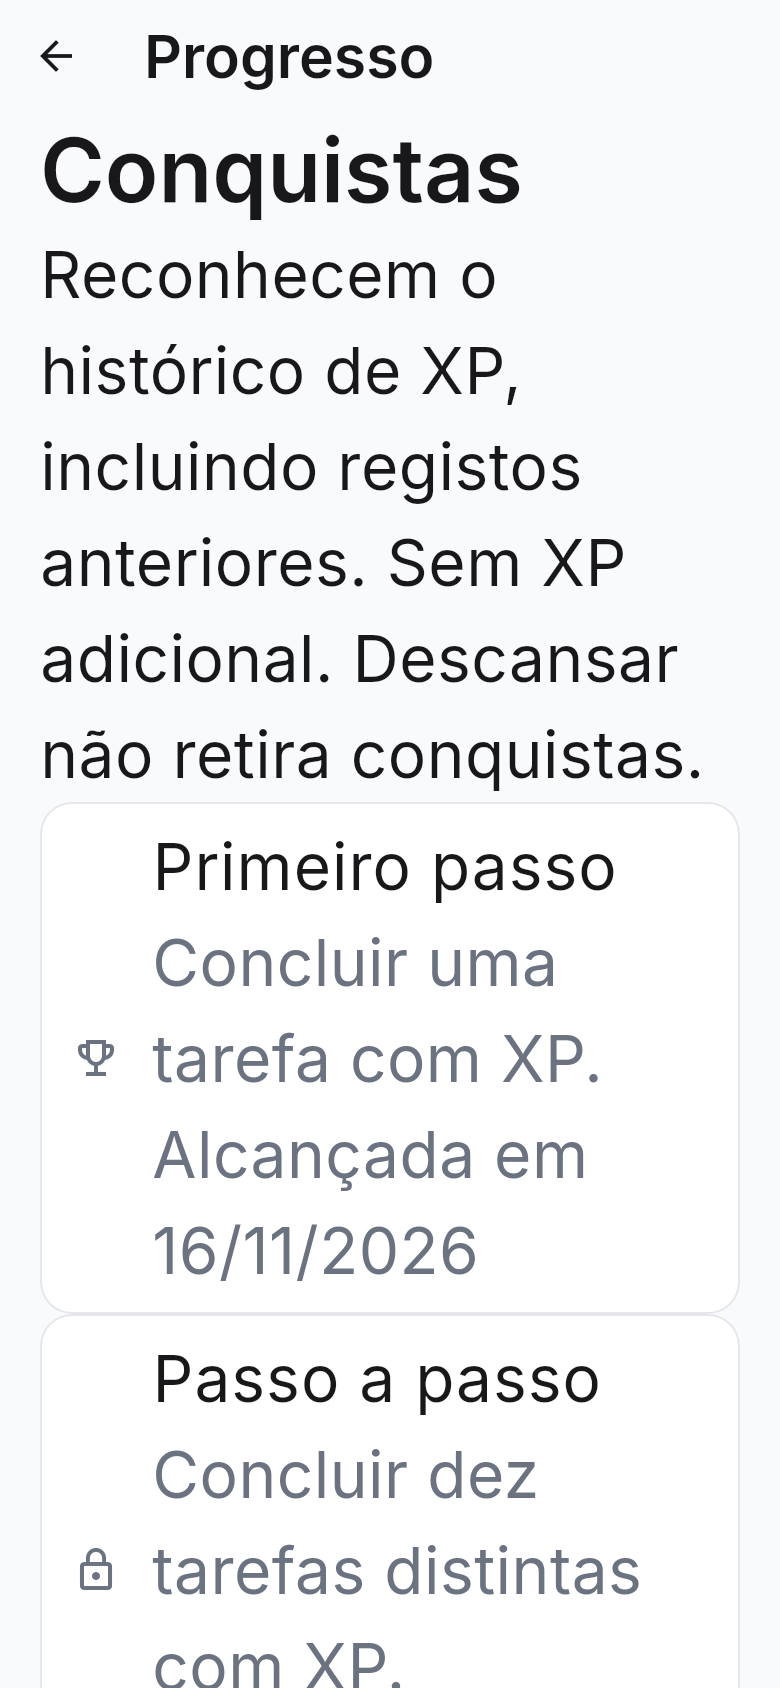 Progresso
Conquistas
Reconhecem o
histórico de XP,
incluindo registos
anteriores. Sem XP
adicional. Descansar
não retira conquistas.
Primeiro passo
Concluir uma
tarefa com XP.
Alcançada em
16/11/2026
Passo a passo
Concluir dez
tarefas distintas
com XP.